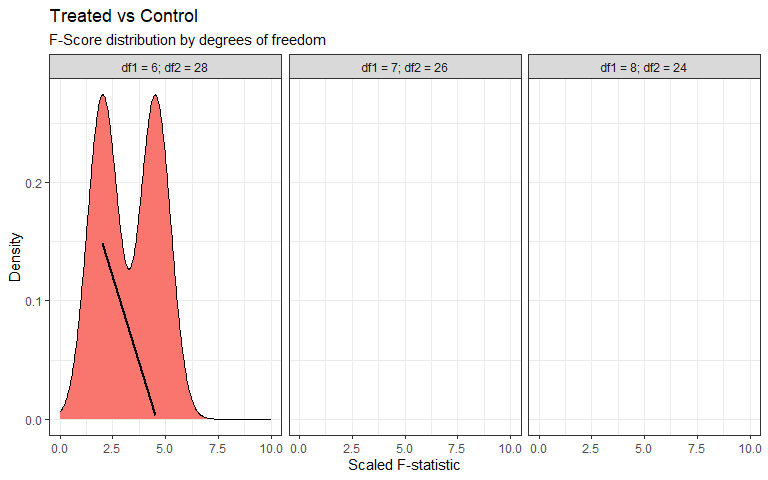 Treated vs Control
F-Score distribution by degrees of freedom
df1 = 6; df2 = 28
df1 = 7; df2 = 26
df1 = 8; df2 = 24
Density
0.2
0.1
0.0
0.0 2.5 5.0 7.5 10.0
0.0 2.5 5.0 7.5 10.0
0.0 2.5 5.0 7.5 10.0
Scaled F-statistic